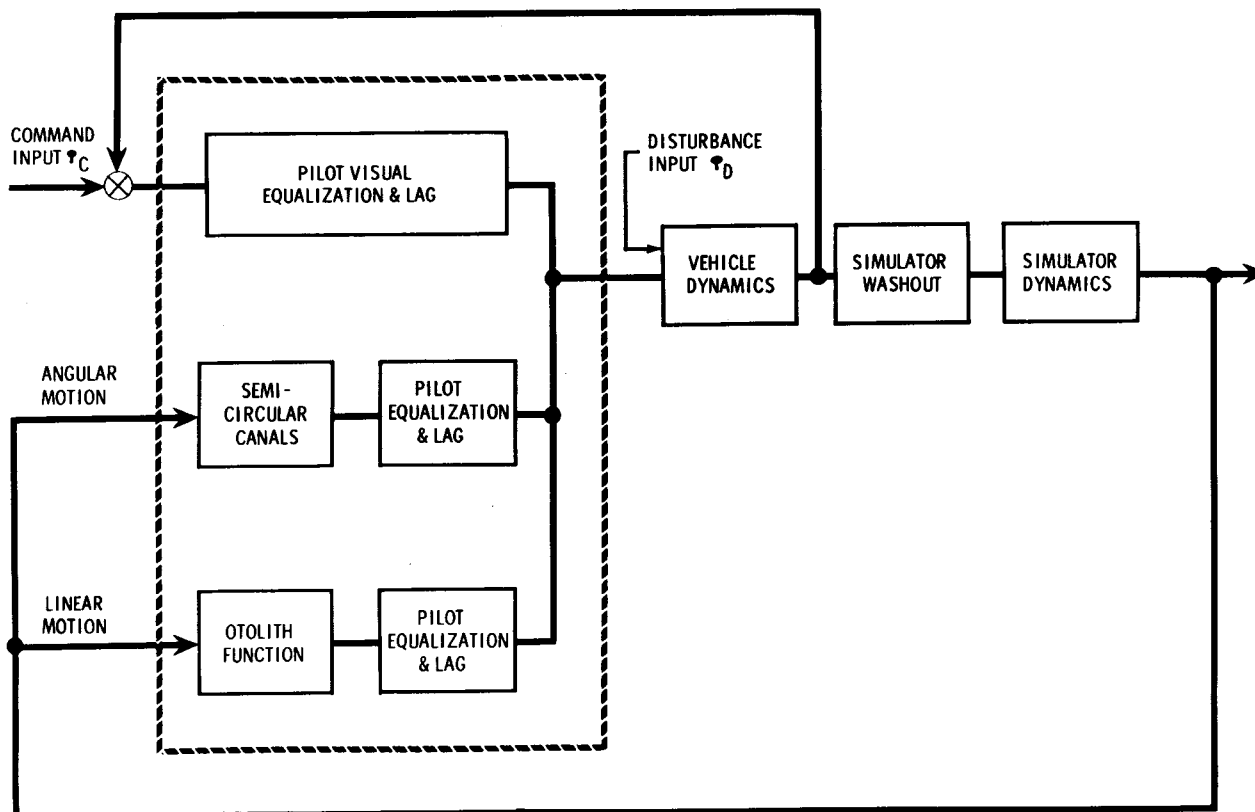 COMMAND
INPUT φC
PILOT VISUAL
EQUALIZATION & LAG
DISTURBANCE
INPUT φD
VEHICLE
DYNAMICS
SIMULATOR
WASHOUT
SIMULATOR
DYNAMICS
ANGULAR
MOTION
SEMI-
CIRCULAR
CANALS
PILOT
EQUALIZATION
& LAG
LINEAR
MOTION
OTOLITH
FUNCTION
PILOT
EQUALIZATION
& LAG